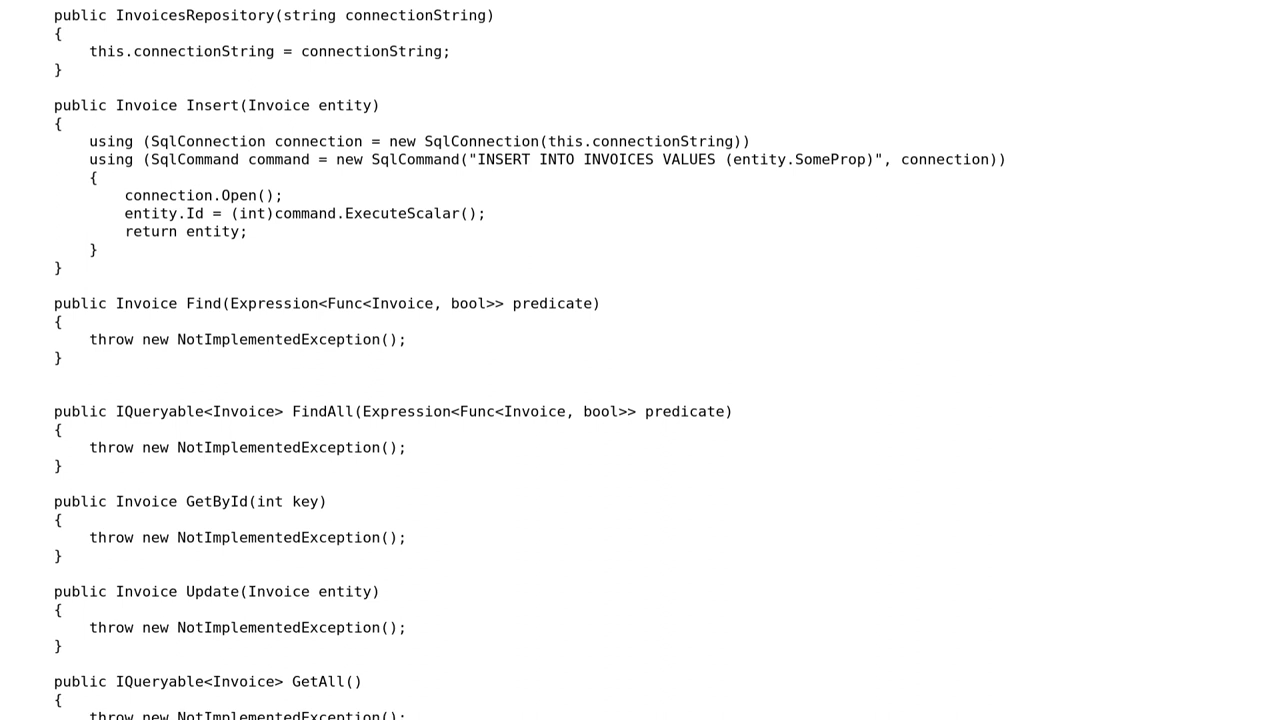 public InvoicesRepository(string connectionString)
{
    this.connectionString = connectionString;
}

public Invoice Insert(Invoice entity)
{
    using (SqlConnection connection = new SqlConnection(this.connectionString))
    using (SqlCommand command = new SqlCommand("INSERT INTO INVOICES VALUES (entity.SomeProp)", connection))
    {
        connection.Open();
        entity.Id = (int)command.ExecuteScalar();
        return entity;
    }
}

public Invoice Find(Expression<Func<Invoice, bool>> predicate)
{
    throw new NotImplementedException();
}

public IQueryable<Invoice> FindAll(Expression<Func<Invoice, bool>> predicate)
{
    throw new NotImplementedException();
}

public Invoice GetById(int key)
{
    throw new NotImplementedException();
}

public Invoice Update(Invoice entity)
{
    throw new NotImplementedException();
}

public IQueryable<Invoice> GetAll()
{
    throw new NotImplementedException();